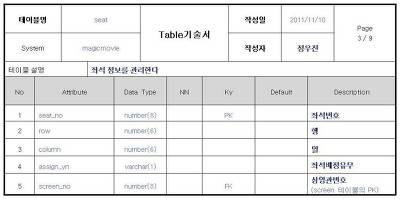 테이블명 seat Table기술서 작성일 2011/11/10 Page 3 / 9
System magicmovie 작성자 정우진
테이블 설명 좌석 정보를 관리한다
No Attribute Data Type NN Ky Default Description
1 seat_no number(8) PK 좌석번호
2 row number(6) 행
3 column number(6) 열
4 assign_yn varchar(1) 좌석배정유무
5 screen_no number(8) FK 상영관번호
(screen 테이블의 PK)